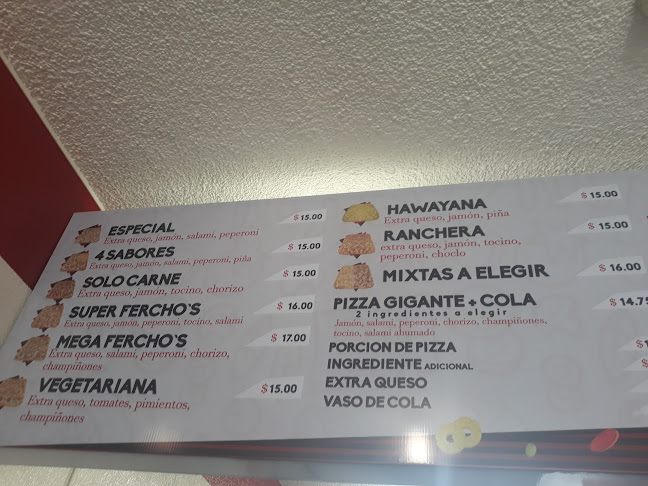 ESPECIAL $15.00
Extra queso, jamón, salami, peperoni
4 SABORES $15.00
Extra queso, jamón, salami, peperoni, piña
SOLO CARNE $15.00
Extra queso, jamón, tocino, chorizo
SUPER FERCHO'S $16.00
Extra queso, jamón, peperoni, tocino, salami
MEGA FERCHO'S $17.00
Extra queso, salami, peperoni, chorizo,
champiñones
VEGETARIANA $15.00
Extra queso, tomates, pimientos,
champiñones
HAWAYANA $15.00
Extra queso, jamón, piña
RANCHERA $15.00
extra queso, jamón, tocino,
peperoni, choclo
MIXTAS A ELEGIR $16.00
PIZZA GIGANTE + COLA $14.75
2 ingredientes a elegir
Jamón, salami, peperoni, chorizo, champiñones,
tocino, salami ahumado
PORCION DE PIZZA
INGREDIENTE ADICIONAL
EXTRA QUESO
VASO DE COLA